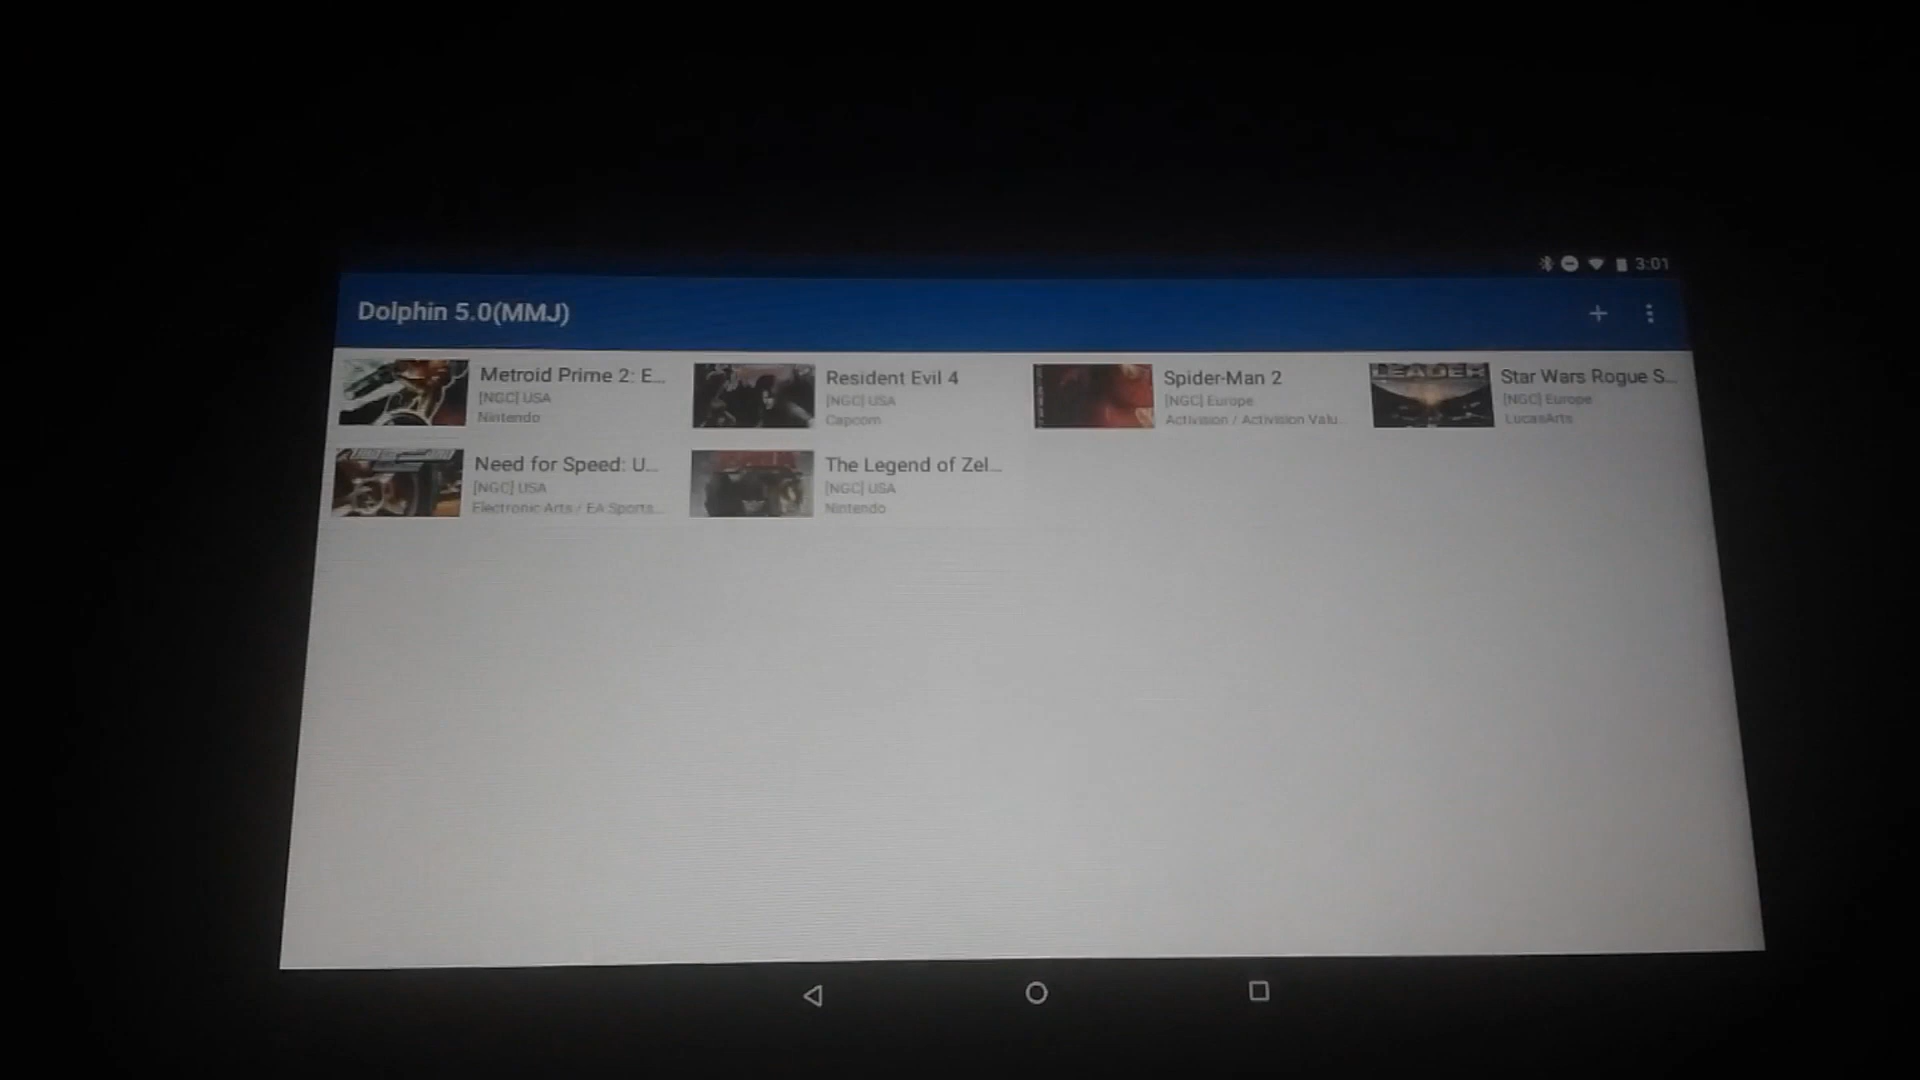 3:01
Dolphin 5.0(MMJ)
Metroid Prime 2: E...
[NGC] USA
Nintendo
Resident Evil 4
[NGC] USA
Capcom
Spider-Man 2
[NGC] Europe
Activision / Activision Valu...
LEADER
Star Wars Rogue S...
[NGC] Europe
LucasArts
Need for Speed: U...
[NGC] USA
Electronic Arts / EA Sports...
The Legend of Zel...
[NGC] USA
Nintendo